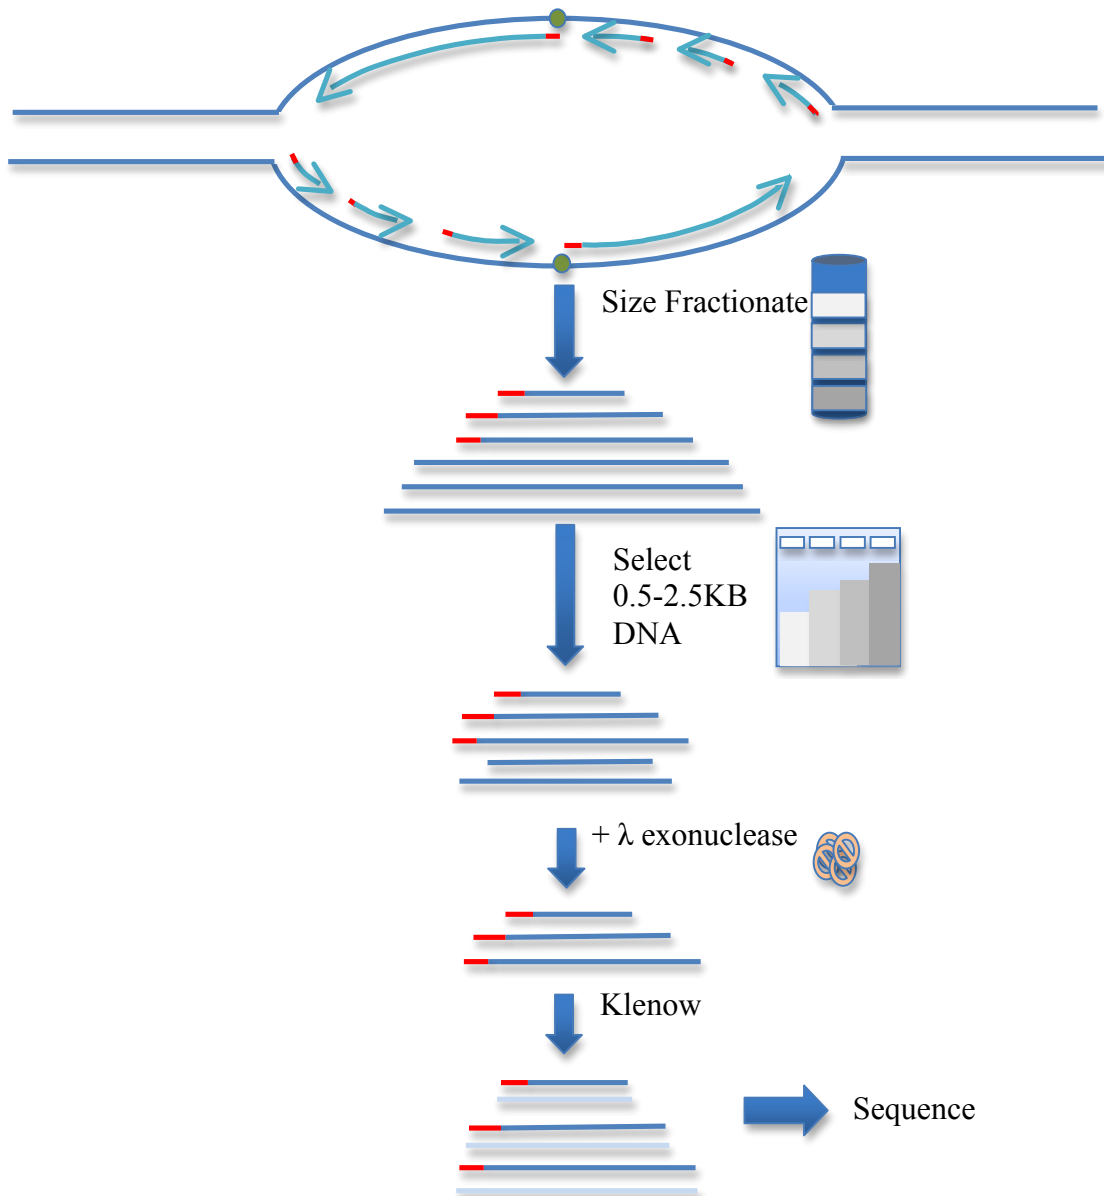 Size Fractionate
Select
0.5-2.5KB
DNA
+ λ exonuclease
Klenow
Sequence